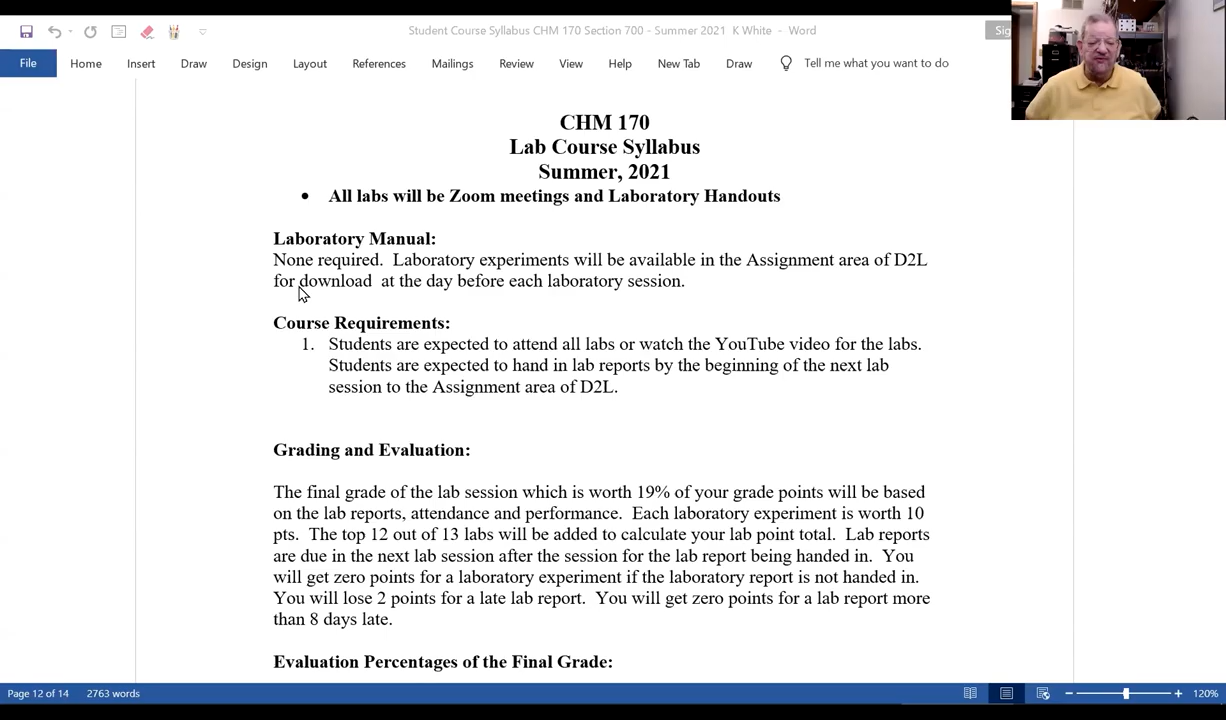 Student Course Syllabus CHM 170 Section 700 - Summer 2021 K White - Word
File Home Insert Draw Design Layout References Mailings Review View Help New Tab Draw Tell me what you want to do
CHM 170
Lab Course Syllabus
Summer, 2021
• All labs will be Zoom meetings and Laboratory Handouts
Laboratory Manual:
None required. Laboratory experiments will be available in the Assignment area of D2L
for download at the day before each laboratory session.
Course Requirements:
1. Students are expected to attend all labs or watch the YouTube video for the labs.
Students are expected to hand in lab reports by the beginning of the next lab
session to the Assignment area of D2L.
Grading and Evaluation:
The final grade of the lab session which is worth 19% of your grade points will be based
on the lab reports, attendance and performance. Each laboratory experiment is worth 10
pts. The top 12 out of 13 labs will be added to calculate your lab point total. Lab reports
are due in the next lab session after the session for the lab report being handed in. You
will get zero points for a laboratory experiment if the laboratory report is not handed in.
You will lose 2 points for a late lab report. You will get zero points for a lab report more
than 8 days late.
Evaluation Percentages of the Final Grade:
Page 12 of 14 2763 words 120%